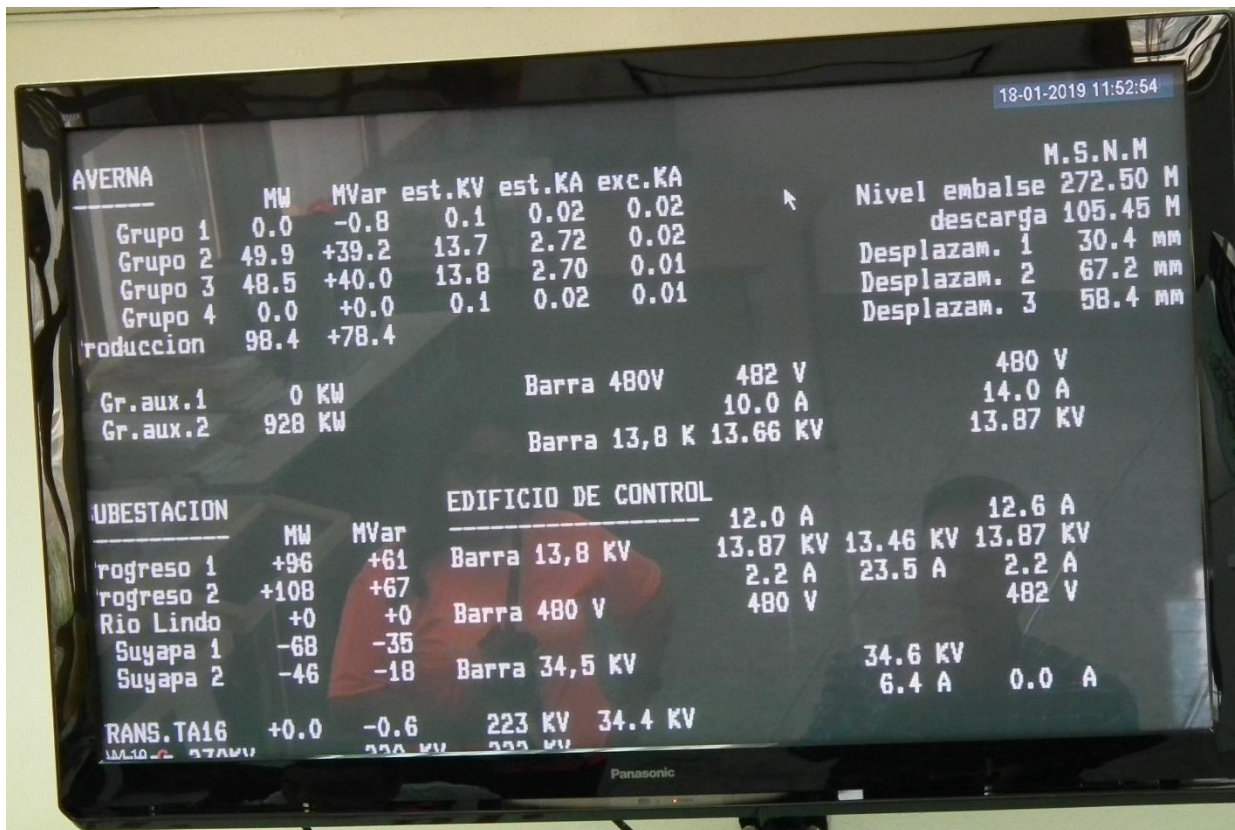 18-01-2019 11:52:54
M.S.N.M
AVERNA MW MVar est.KV est.KA exc.KA Nivel embalse 272.50 M
Grupo 1 0.0 -0.8 0.1 0.02 0.02 descarga 105.45 M
Grupo 2 49.9 +39.2 13.7 2.72 0.02 Desplazam. 1 30.4 mm
Grupo 3 48.5 +40.0 13.8 2.70 0.01 Desplazam. 2 67.2 mm
Grupo 4 0.0 +0.0 0.1 0.02 0.01 Desplazam. 3 58.4 mm
roduccion 98.4 +78.4
Gr.aux.1 0 KW Barra 480V 482 V 480 V
Gr.aux.2 928 KW 10.0 A 14.0 A
Barra 13,8 K 13.66 KV 13.87 KV
UBESTACION EDIFICIO DE CONTROL
MW MVar 12.0 A 12.6 A
rogreso 1 +96 +61 Barra 13,8 KV 13.87 KV 13.46 KV 13.87 KV
rogreso 2 +108 +67 2.2 A 23.5 A 2.2 A
Rio Lindo +0 +0 Barra 480 V 480 V 482 V
Suyapa 1 -68 -35
Suyapa 2 -46 -18 Barra 34,5 KV 34.6 KV
6.4 A 0.0 A
RANS.TA16 +0.0 -0.6 223 KV 34.4 KV
Panasonic